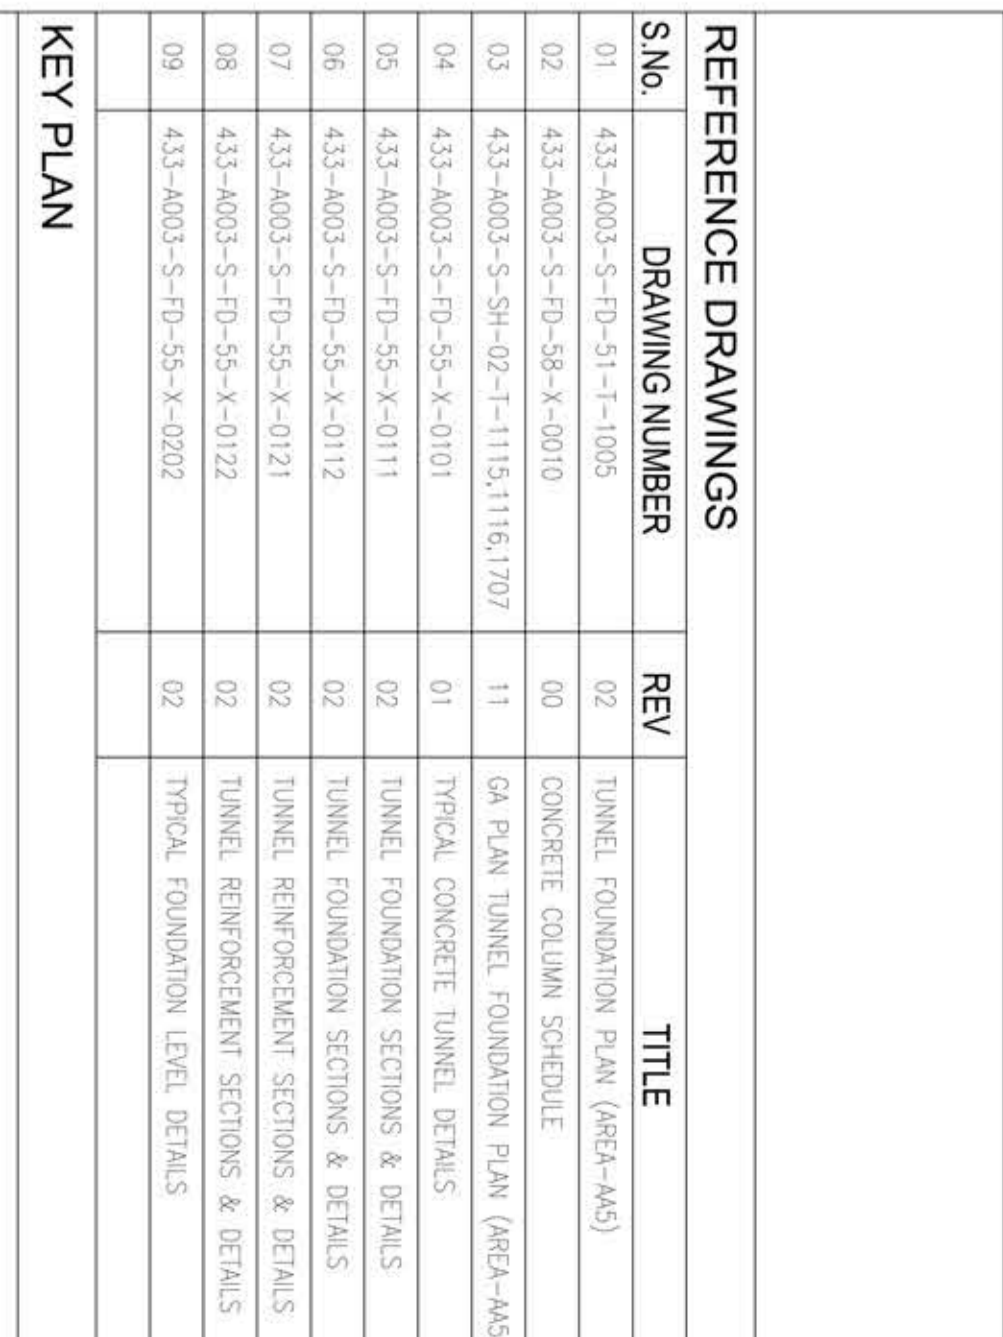 REFERENCE DRAWINGS
S.No. DRAWING NUMBER REV TITLE
01 433-A003-S-FD-51-T-1005 02 TUNNEL FOUNDATION PLAN (AREA-AA5)
02 433-A003-S-FD-58-X-0010 00 CONCRETE COLUMN SCHEDULE
03 433-A003-S-SH-02-T-1115,1116,1707 11 GA PLAN TUNNEL FOUNDATION PLAN (AREA-AA5
04 433-A003-S-FD-55-X-0101 01 TYPICAL CONCRETE TUNNEL DETAILS
05 433-A003-S-FD-55-X-0111 02 TUNNEL FOUNDATION SECTIONS & DETAILS
06 433-A003-S-FD-55-X-0112 02 TUNNEL FOUNDATION SECTIONS & DETAILS
07 433-A003-S-FD-55-X-0121 02 TUNNEL REINFORCEMENT SECTIONS & DETAILS
08 433-A003-S-FD-55-X-0122 02 TUNNEL REINFORCEMENT SECTIONS & DETAILS
09 433-A003-S-FD-55-X-0202 02 TYPICAL FOUNDATION LEVEL DETAILS
KEY PLAN